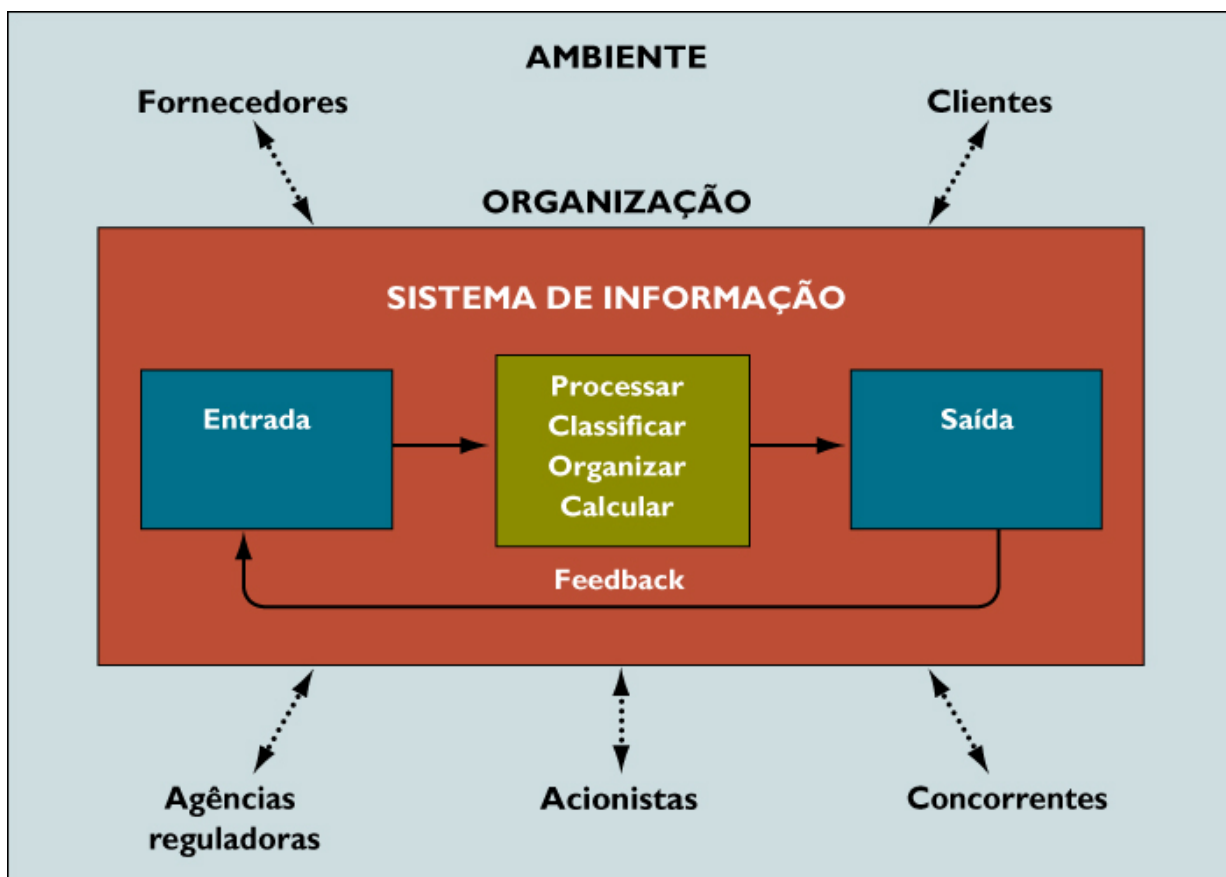 AMBIENTE
Fornecedores
Clientes
ORGANIZAÇÃO
SISTEMA DE INFORMAÇÃO
Entrada
Processar
Classificar
Organizar
Calcular
Saída
Feedback
Agências
reguladoras
Acionistas
Concorrentes